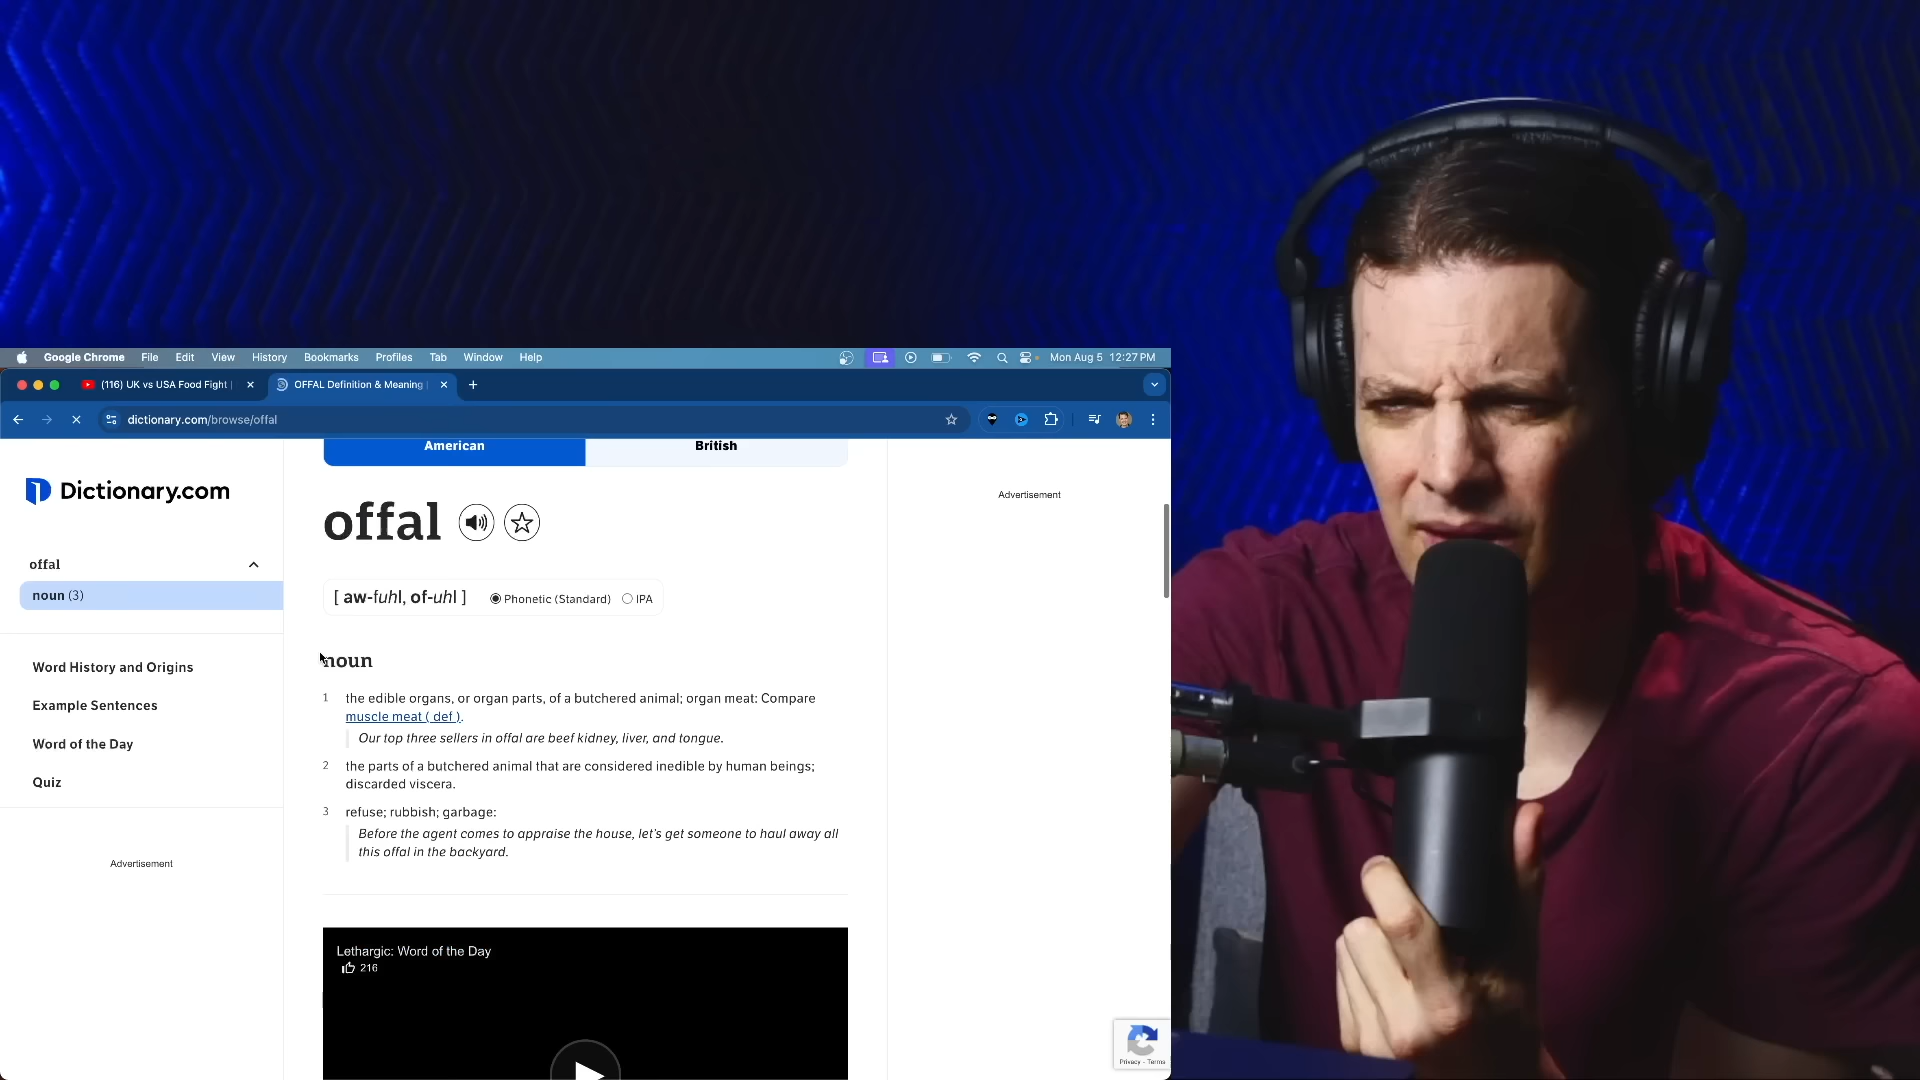 Google Chrome File Edit View History Bookmarks Profiles Tab Window Help Mon Aug 5 12:27 PM
(116) UK vs USA Food Fight | OFFAL Definition & Meaning |
dictionary.com/browse/offal
American British
Dictionary.com
Advertisement
offal
offal
noun (3)
[ aw-fuhl, of-uhl ] Phonetic (Standard) IPA
noun
Word History and Origins
1 the edible organs, or organ parts, of a butchered animal; organ meat: Compare
muscle meat ( def ).
Example Sentences
Our top three sellers in offal are beef kidney, liver, and tongue.
Word of the Day
2 the parts of a butchered animal that are considered inedible by human beings;
discarded viscera.
Quiz
3 refuse; rubbish; garbage:
Before the agent comes to appraise the house, let's get someone to haul away all
this offal in the backyard.
Advertisement
Lethargic: Word of the Day
216
Privacy - Terms